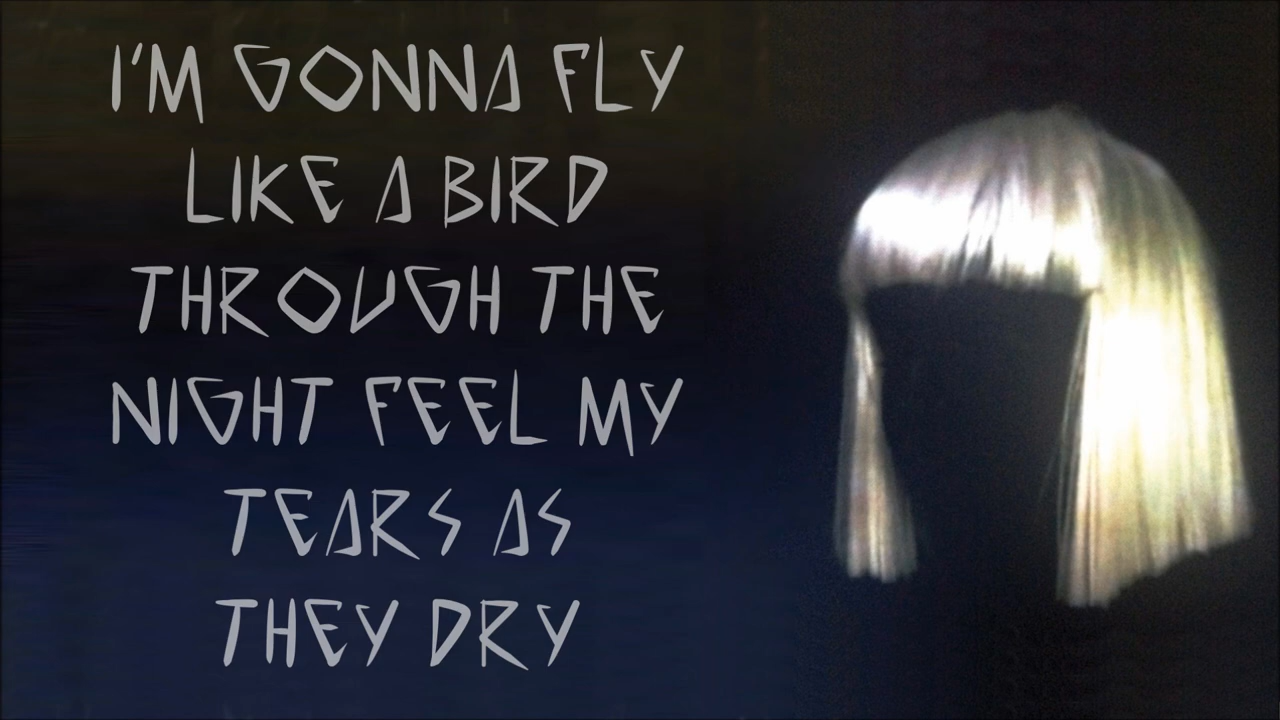 I'M GONNA FLY
LIKE A BIRD
THROUGH THE
NIGHT FEEL MY
TEARS AS
THEY DRY